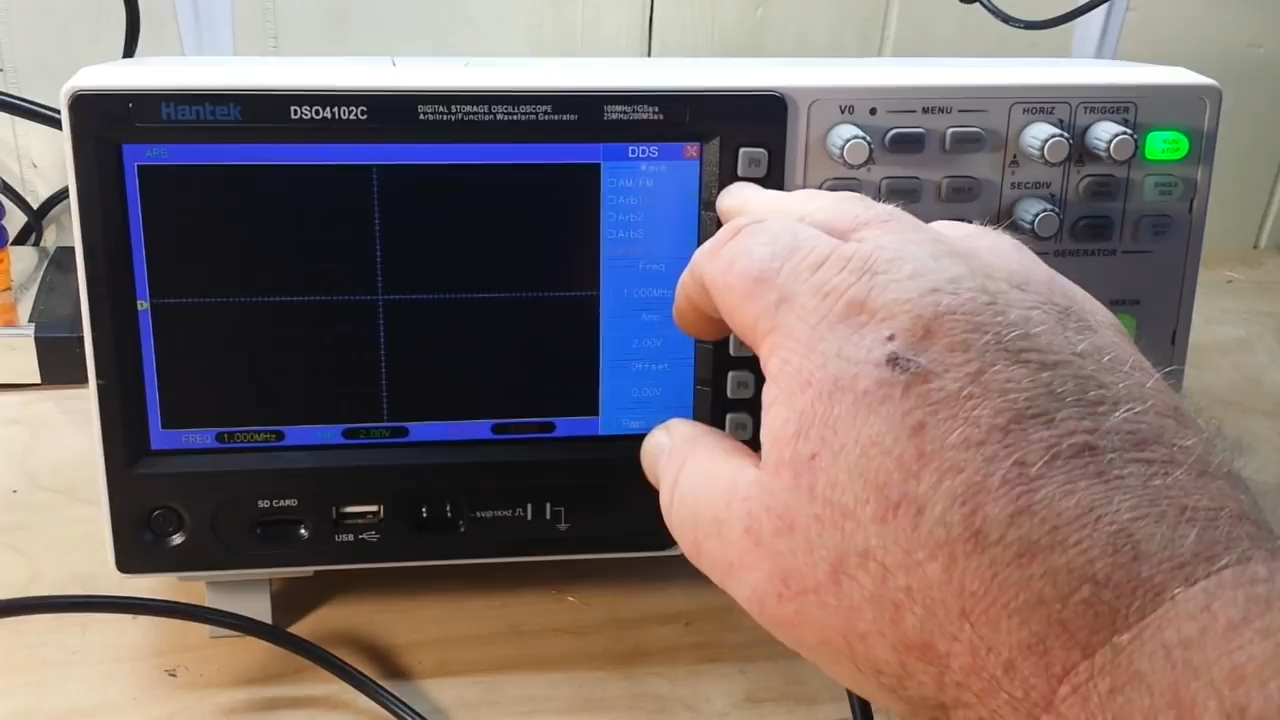 Hantek
DSO4102C
DIGITAL STORAGE OSCILLOSCOPE
Arbitrary/Function Waveform Generator
100MHz/1GSa/s
25MHz/200MSa/s
V0
MENU
HORIZ
TRIGGER
RUN
STOP
F0
SEC/DIV
HELP
SINGLE
SEQ
GENERATOR
ARB
DDS
Wave
AM/FM
Arb1
Arb2
Arb3
Freq
1.000MHz
Amp
2.00V
Offset
0.00V
FREQ 1.000MHz
2.00V
SD CARD
USB
5V@1KHZ